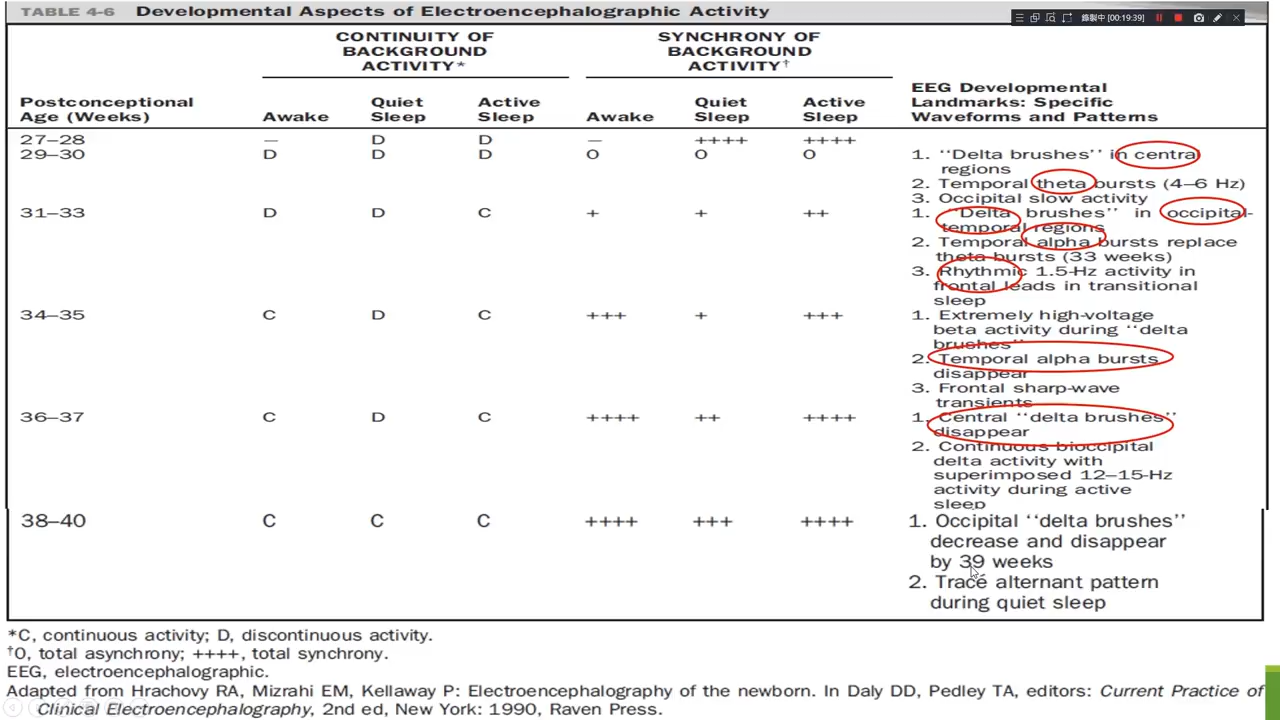 TABLE 4-6 Developmental Aspects of Electroencephalographic Activity
錄製中 [00:19:39]
CONTINUITY OF BACKGROUND ACTIVITY* SYNCHRONY OF BACKGROUND ACTIVITY†
Postconceptional Age (Weeks) Awake Quiet Sleep Active Sleep Awake Quiet Sleep Active Sleep EEG Developmental Landmarks: Specific Waveforms and Patterns
27–28 — D D — ++++ ++++
29–30 D D D O O O 1. “Delta brushes” in central
regions
2. Temporal theta bursts (4–6 Hz)
3. Occipital slow activity
31–33 D D C + + ++ 1. “Delta brushes” in occipital-
temporal regions
2. Temporal alpha bursts replace
theta bursts (33 weeks)
3. Rhythmic 1.5-Hz activity in
frontal leads in transitional
sleep
34–35 C D C +++ + +++ 1. Extremely high-voltage
beta activity during “delta
brushes”
2. Temporal alpha bursts
disappear
3. Frontal sharp-wave
transients
36–37 C D C ++++ ++ ++++ 1. Central “delta brushes”
disappear
2. Continuous bioccipital
delta activity with
superimposed 12–15-Hz
activity during active
sleep
38–40 C C C ++++ +++ ++++ 1. Occipital “delta brushes”
decrease and disappear
by 39 weeks
2. Tracé alternant pattern
during quiet sleep
*C, continuous activity; D, discontinuous activity.
†O, total asynchrony; ++++, total synchrony.
EEG, electroencephalographic.
Adapted from Hrachovy RA, Mizrahi EM, Kellaway P: Electroencephalography of the newborn. In Daly DD, Pedley TA, editors: Current Practice of
Clinical Electroencephalography, 2nd ed, New York: 1990, Raven Press.